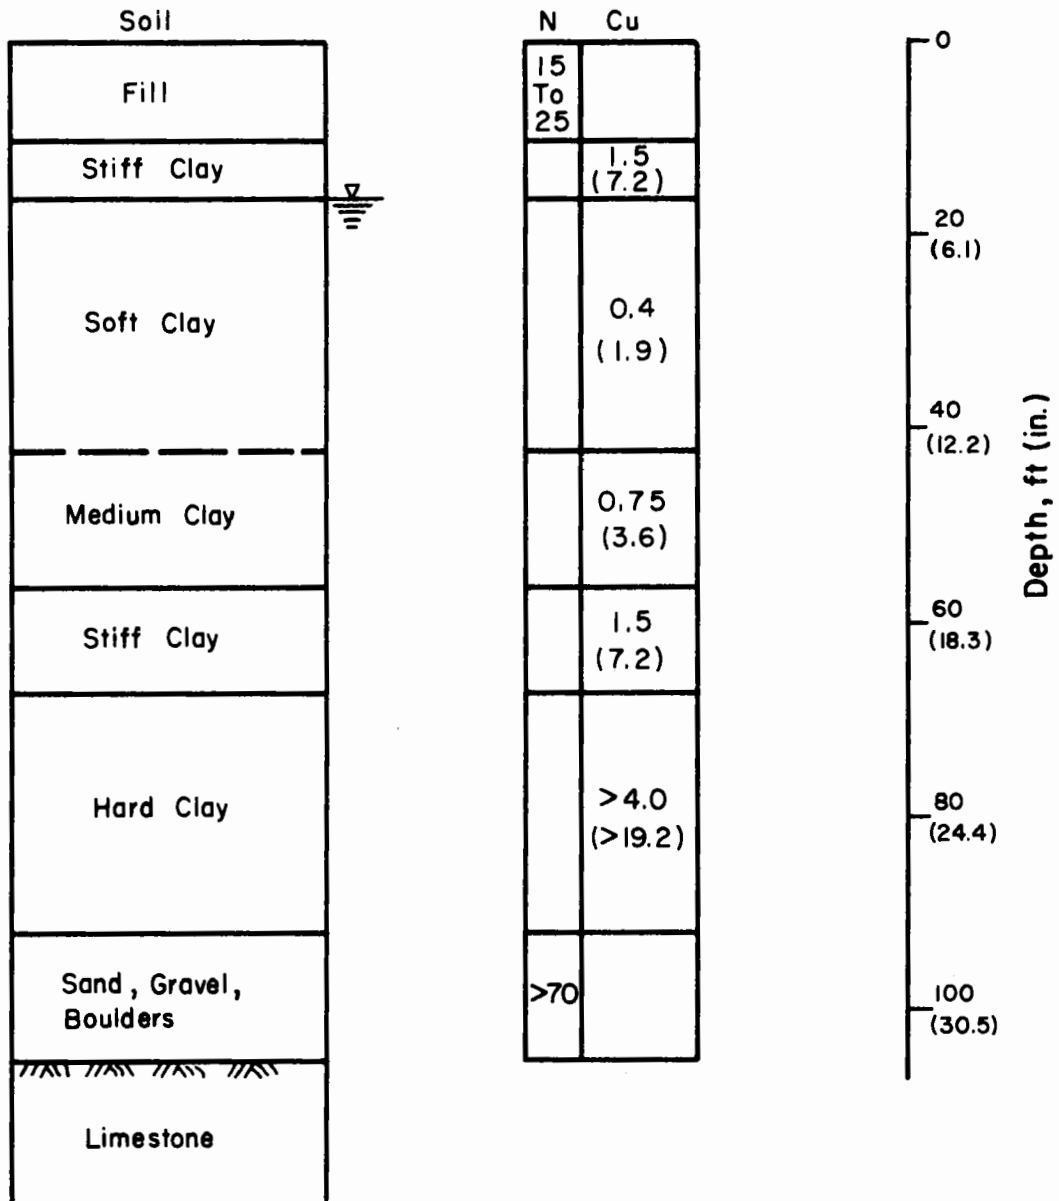 Soil
N Cu
Fill
15
To
25
Stiff Clay
1.5
(7.2)
Soft Clay
0.4
(1.9)
Medium Clay
0.75
(3.6)
Stiff Clay
1.5
(7.2)
Hard Clay
>4.0
(>19.2)
Sand, Gravel,
Boulders
>70
Limestone
0
20
(6.1)
40
(12.2)
60
(18.3)
80
(24.4)
100
(30.5)
Depth, ft (in.)